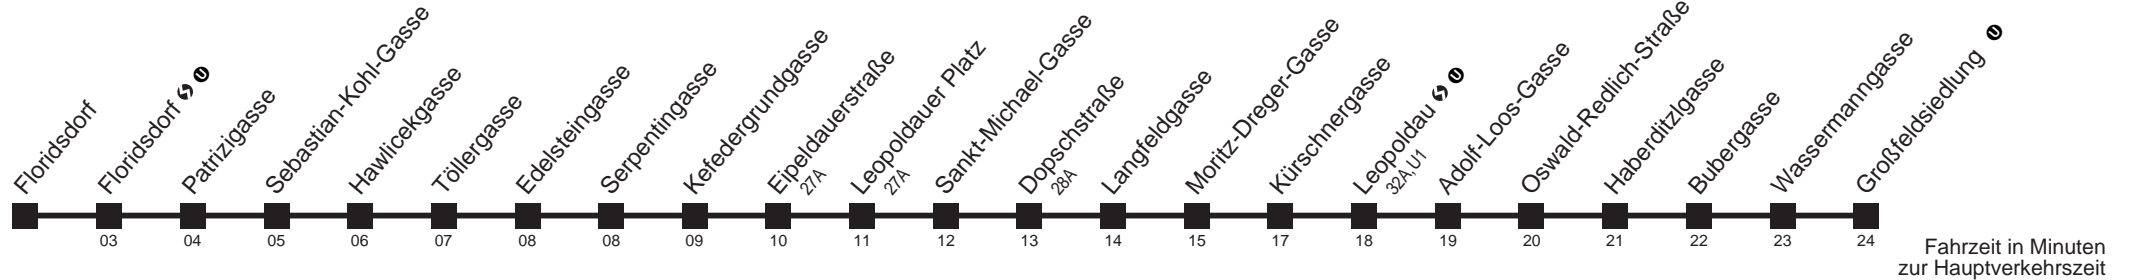 Floridsdorf
Floridsdorf S U
Patrizigasse
Sebastian-Kohl-Gasse
Hawlicekgasse
Töllergasse
Edelsteingasse
Serpentingasse
Kefedergrundgasse
Eipeldauerstraße
27A
Leopoldauer Platz
27A
Sankt-Michael-Gasse
Dopschstraße
28A
Langfeldgasse
Moritz-Dreger-Gasse
Kürschnergasse
Leopoldau S U
32A,U1
Adolf-Loos-Gasse
Oswald-Redlich-Straße
Haberditzlgasse
Bubergasse
Wassermanngasse
Großfeldsiedlung U
03 04 05 06 07 08 08 09 10 11 12 13 14 15 17 18 19 20 21 22 23 24
Fahrzeit in Minuten
zur Hauptverkehrszeit